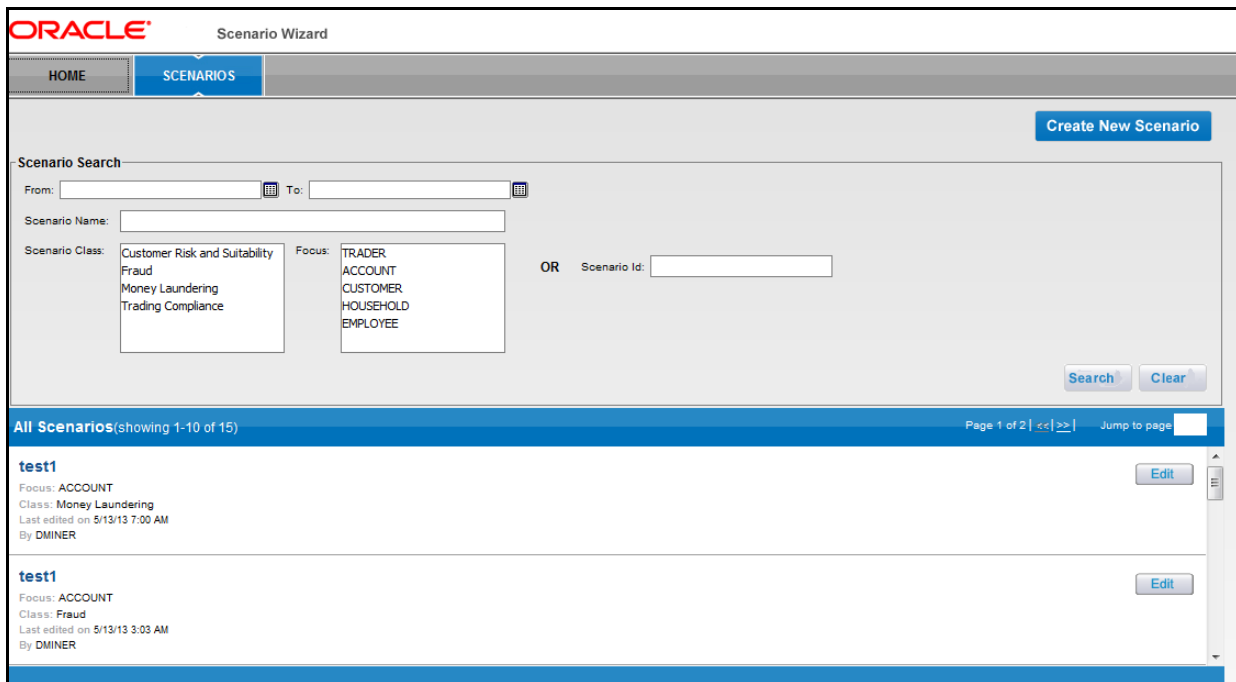 ORACLE® Scenario Wizard
HOME SCENARIOS
Create New Scenario
Scenario Search
From: To:
Scenario Name:
Scenario Class: Customer Risk and Suitability
Fraud
Money Laundering
Trading Compliance
Focus: TRADER
ACCOUNT
CUSTOMER
HOUSEHOLD
EMPLOYEE
OR Scenario Id:
Search Clear
All Scenarios(showing 1-10 of 15) Page 1 of 2| <<| >>| Jump to page
test1 Edit
Focus: ACCOUNT
Class: Money Laundering
Last edited on 5/13/13 7:00 AM
By DMINER
test1 Edit
Focus: ACCOUNT
Class: Fraud
Last edited on 5/13/13 3:03 AM
By DMINER